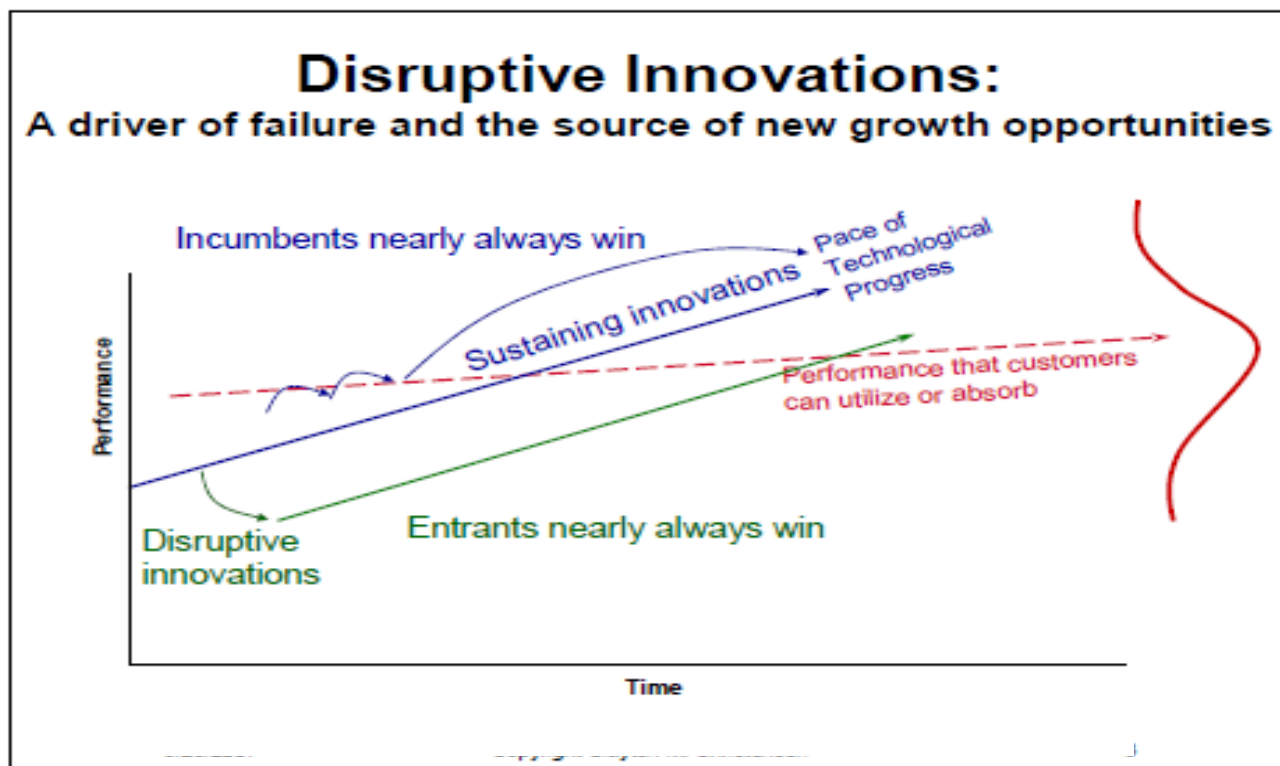 Disruptive Innovations:
A driver of failure and the source of new growth opportunities
Incumbents nearly always win
Pace of
Technological
Progress
Sustaining innovations
Performance that customers
can utilize or absorb
Performance
Entrants nearly always win
Disruptive
innovations
Time